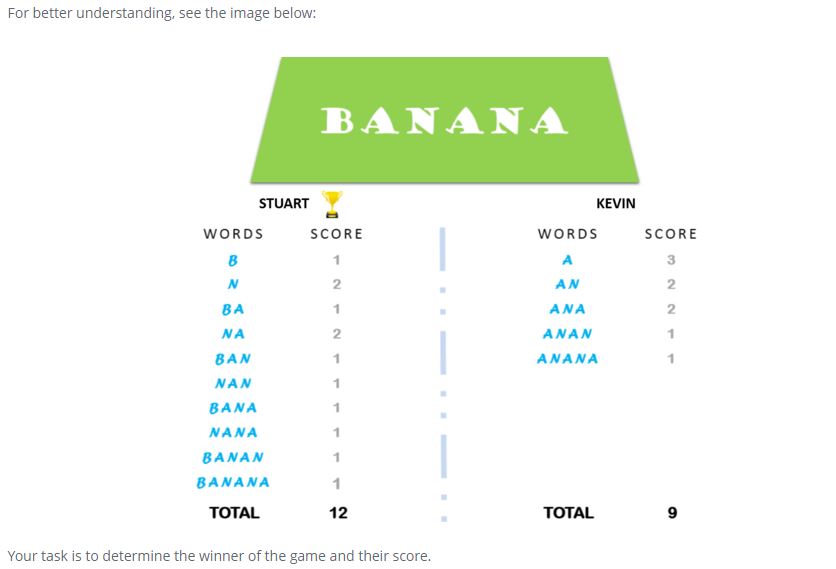 For better understanding, see the image below:
BANANA
STUART KEVIN
WORDS SCORE WORDS SCORE
B 1 A 3
N 2 AN 2
BA 1 ANA 2
NA 2 ANAN 1
BAN 1 ANANA 1
NAN 1
BANA 1
NANA 1
BANAN 1
BANANA 1
TOTAL 12 TOTAL 9
Your task is to determine the winner of the game and their score.